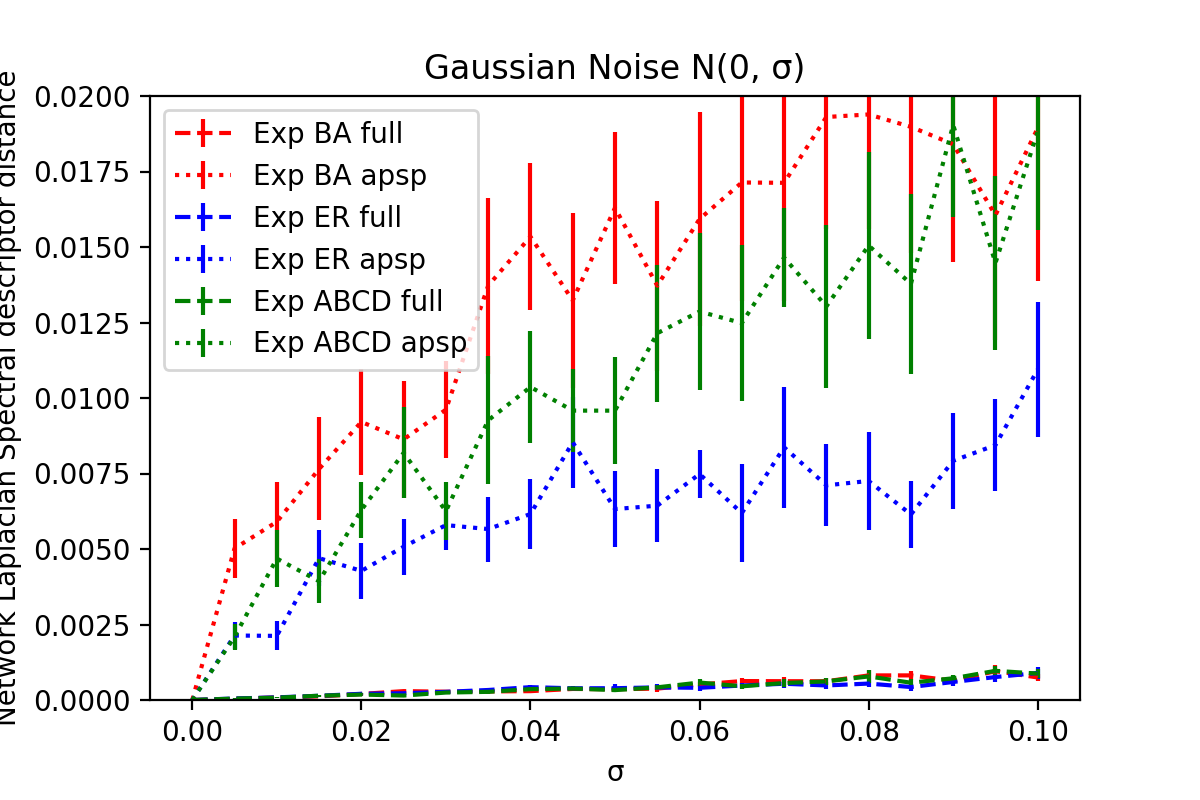 Gaussian Noise N(0, σ)
Network Laplacian Spectral descriptor distance
0.0200
0.0175
0.0150
0.0125
0.0100
0.0075
0.0050
0.0025
0.0000
Exp BA full
Exp BA apsp
Exp ER full
Exp ER apsp
Exp ABCD full
Exp ABCD apsp
0.00 0.02 0.04 0.06 0.08 0.10
σ